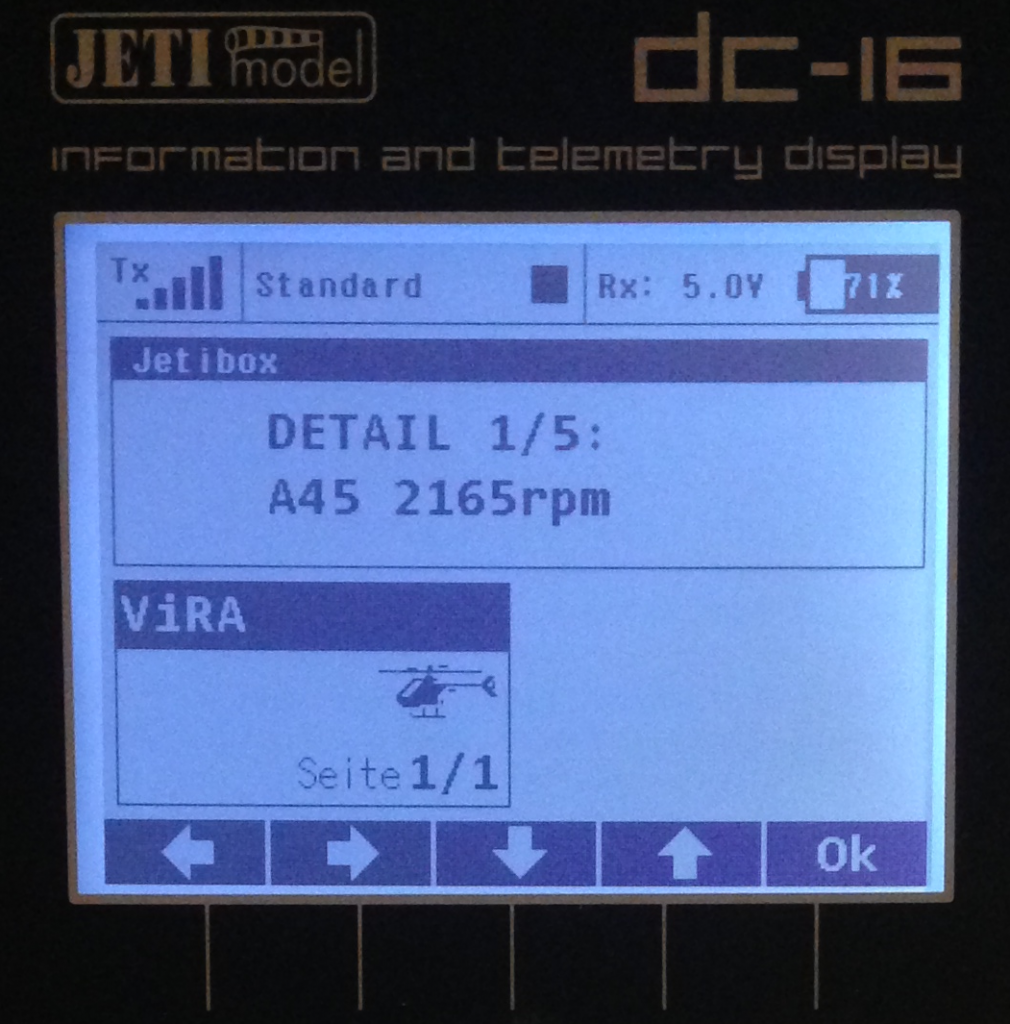 JETI model
dc-16
information and telemetry display
Tx Standard Rx: 5.0V 71%
Jetibox
DETAIL 1/5:
A45 2165rpm
ViRA
Seite 1/1
Ok